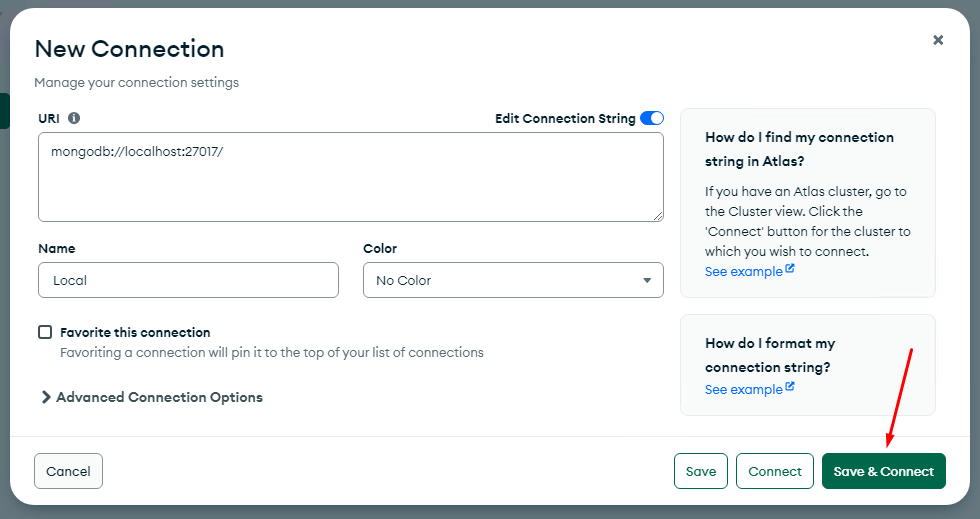 New Connection
Manage your connection settings
URI
Edit Connection String
mongodb://localhost:27017/
Name
Color
Local
No Color
Favorite this connection
Favoriting a connection will pin it to the top of your list of connections
Advanced Connection Options
How do I find my connection
string in Atlas?
If you have an Atlas cluster, go to
the Cluster view. Click the
'Connect' button for the cluster to
which you wish to connect.
See example
How do I format my
connection string?
See example
Cancel
Save
Connect
Save & Connect